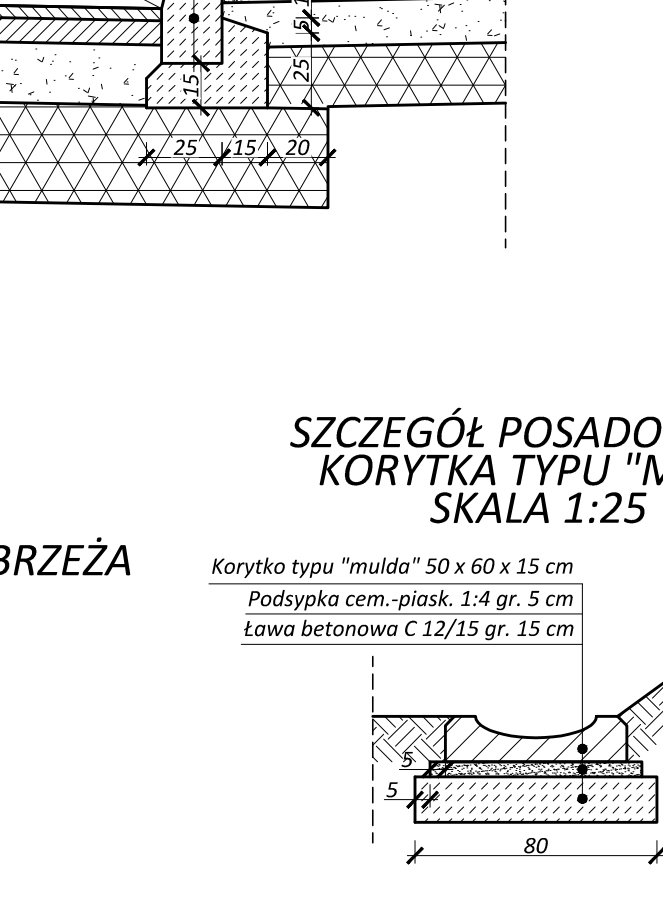 5
25
15
25 15 20
SZCZEGÓŁ POSADO
KORYTKA TYPU "M
SKALA 1:25
BRZEŻA
Korytko typu "mulda" 50 x 60 x 15 cm
Podsypka cem.-piask. 1:4 gr. 5 cm
Ława betonowa C 12/15 gr. 15 cm
5
5
80